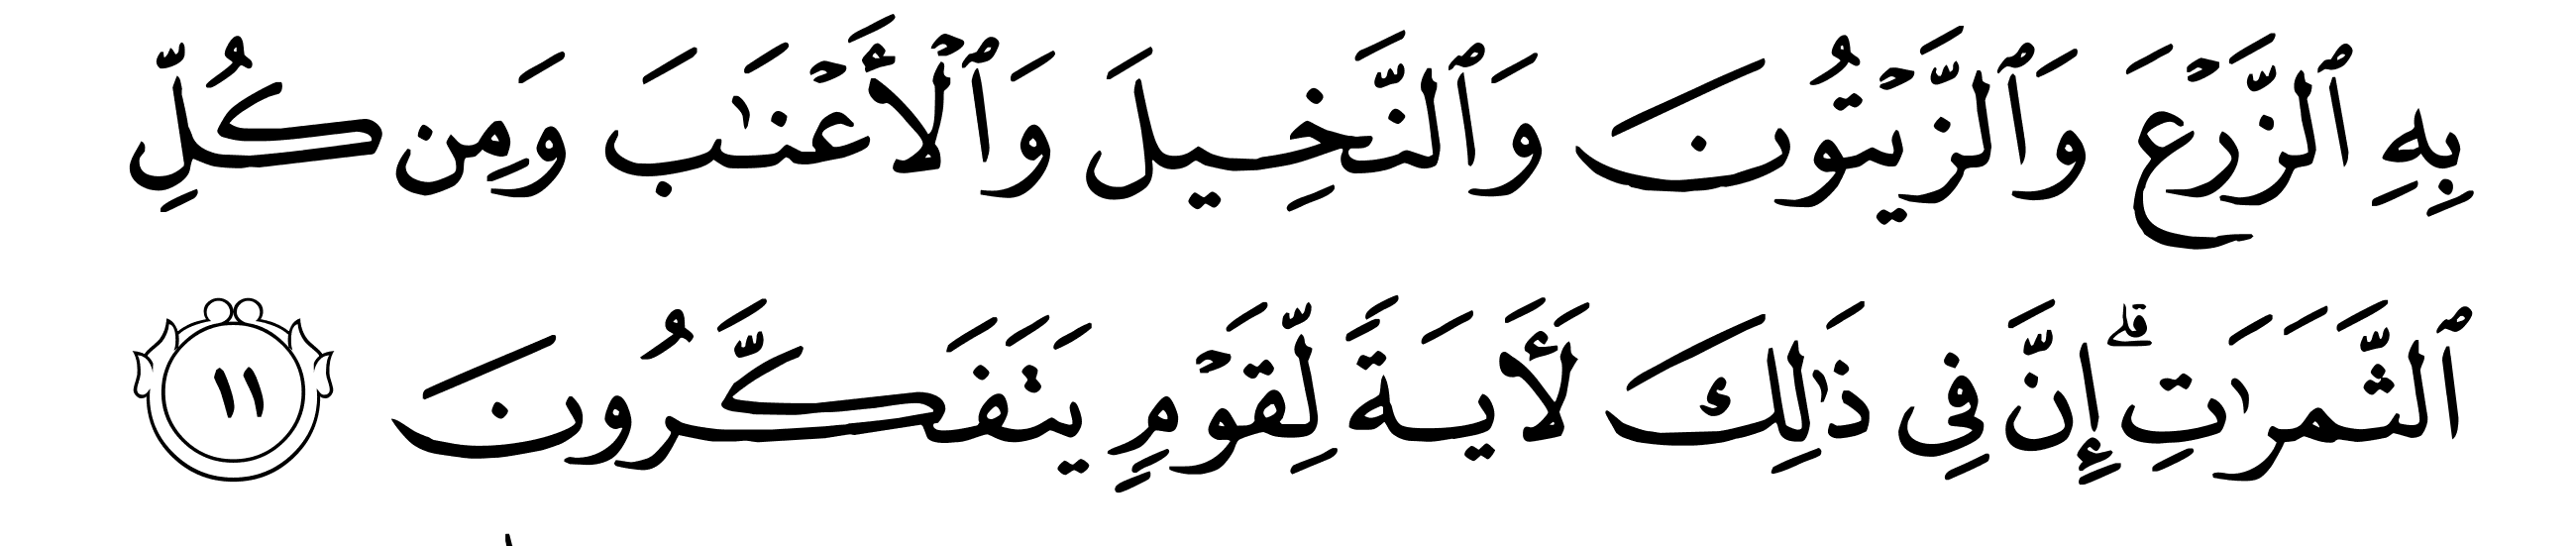 بِهِ ٱلزَّرْعَ وَٱلزَّيْتُونَ وَٱلنَّخِيلَ وَٱلْأَعْنَٰبَ وَمِن كُلِّ
ٱلثَّمَرَٰتِ ۗ إِنَّ فِى ذَٰلِكَ لَأٓيَةً لِّقَوْمٍ يَتَفَكَّرُونَ ١١